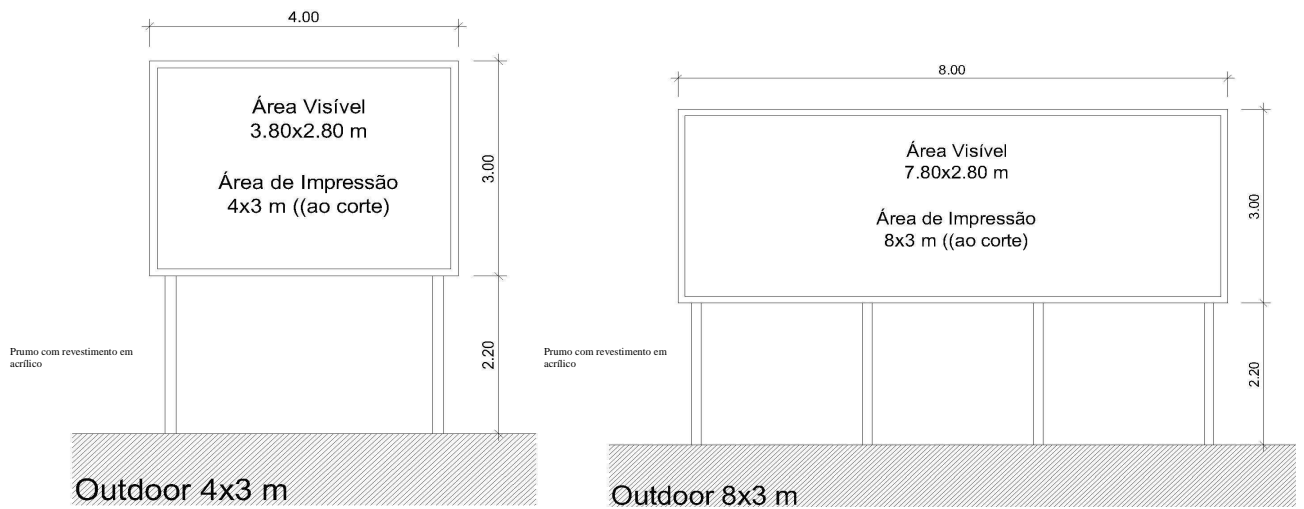 4.00
Área Visível
3.80x2.80 m
Área de Impressão
4x3 m ((ao corte)
3.00
2.20
Prumo com revestimento em
acrílico
Outdoor 4x3 m
8.00
Área Visível
7.80x2.80 m
Área de Impressão
8x3 m ((ao corte)
3.00
2.20
Prumo com revestimento em
acrílico
Outdoor 8x3 m